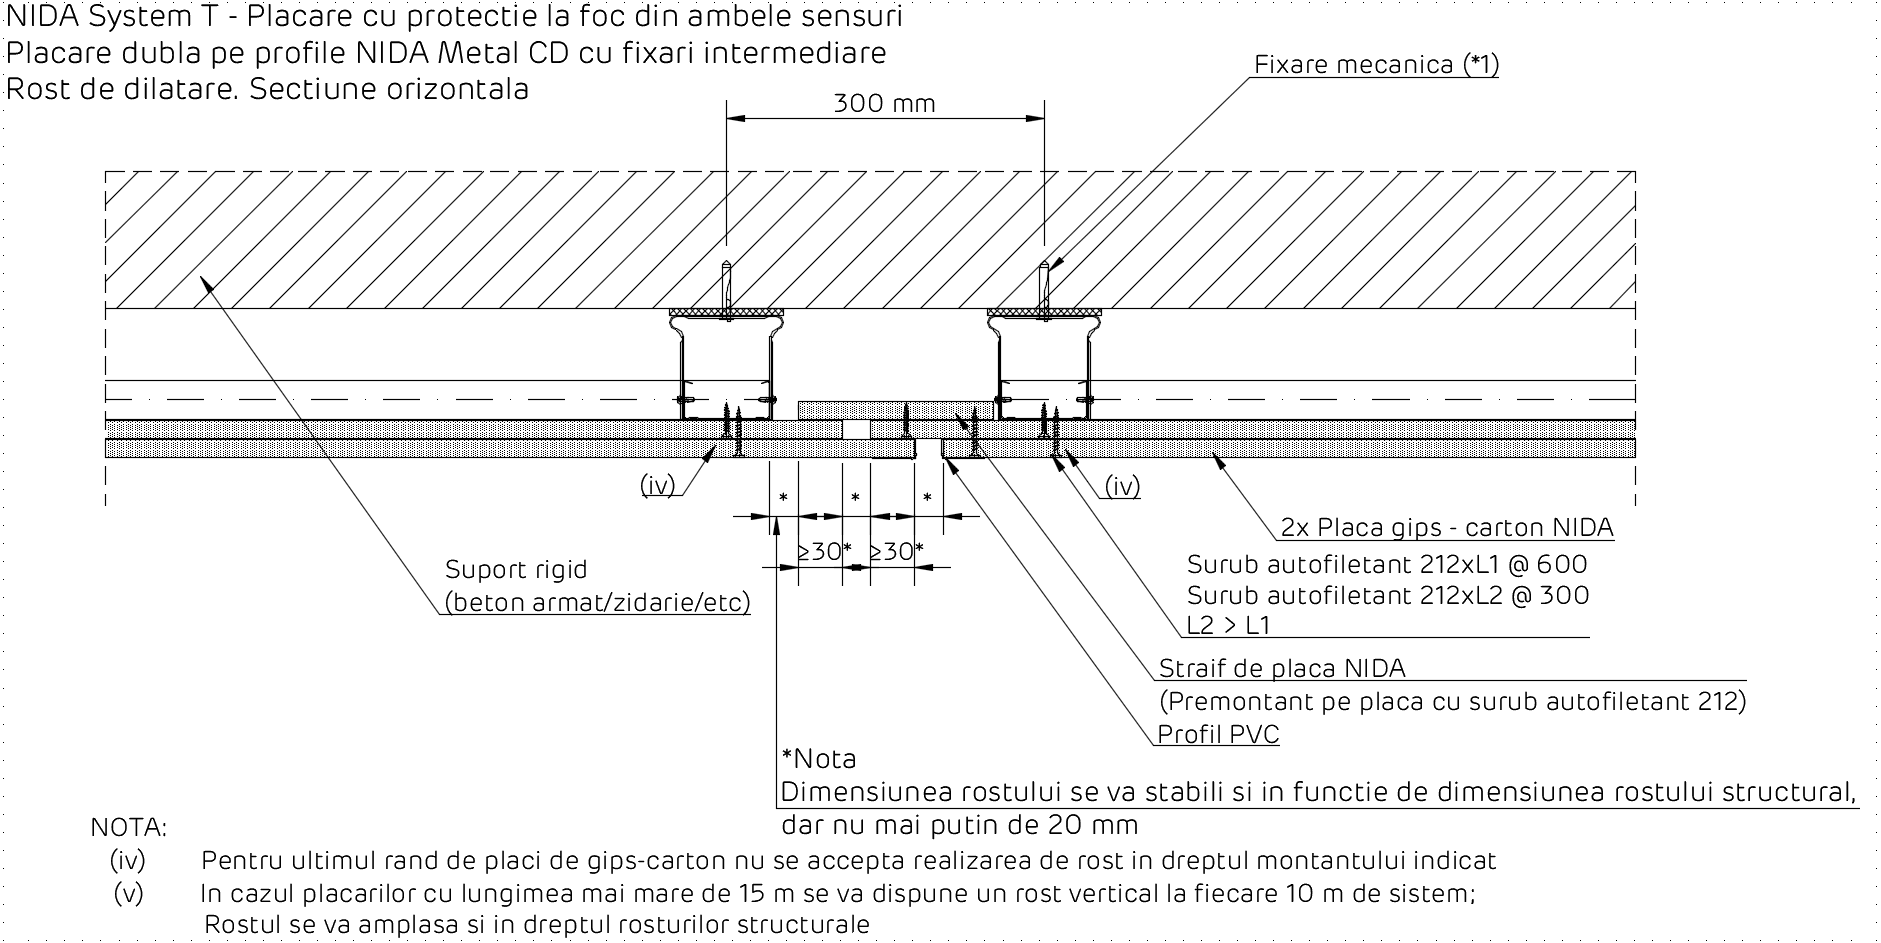 NIDA System T - Placare cu protectie la foc din ambele sensuri
Placare dubla pe profile NIDA Metal CD cu fixari intermediare
Rost de dilatare. Sectiune orizontala
Fixare mecanica (*1)
300 mm
(iv)
(iv)
* * *
≥30* ≥30*
2x Placa gips - carton NIDA
Surub autofiletant 212xL1 @ 600
Surub autofiletant 212xL2 @ 300
L2 > L1
Suport rigid
(beton armat/zidarie/etc)
Straif de placa NIDA
(Premontant pe placa cu surub autofiletant 212)
Profil PVC
*Nota
Dimensiunea rostului se va stabili si in functie de dimensiunea rostului structural,
dar nu mai putin de 20 mm
NOTA:
(iv) Pentru ultimul rand de placi de gips-carton nu se accepta realizarea de rost in dreptul montantului indicat
(v) In cazul placarilor cu lungimea mai mare de 15 m se va dispune un rost vertical la fiecare 10 m de sistem;
Rostul se va amplasa si in dreptul rosturilor structurale